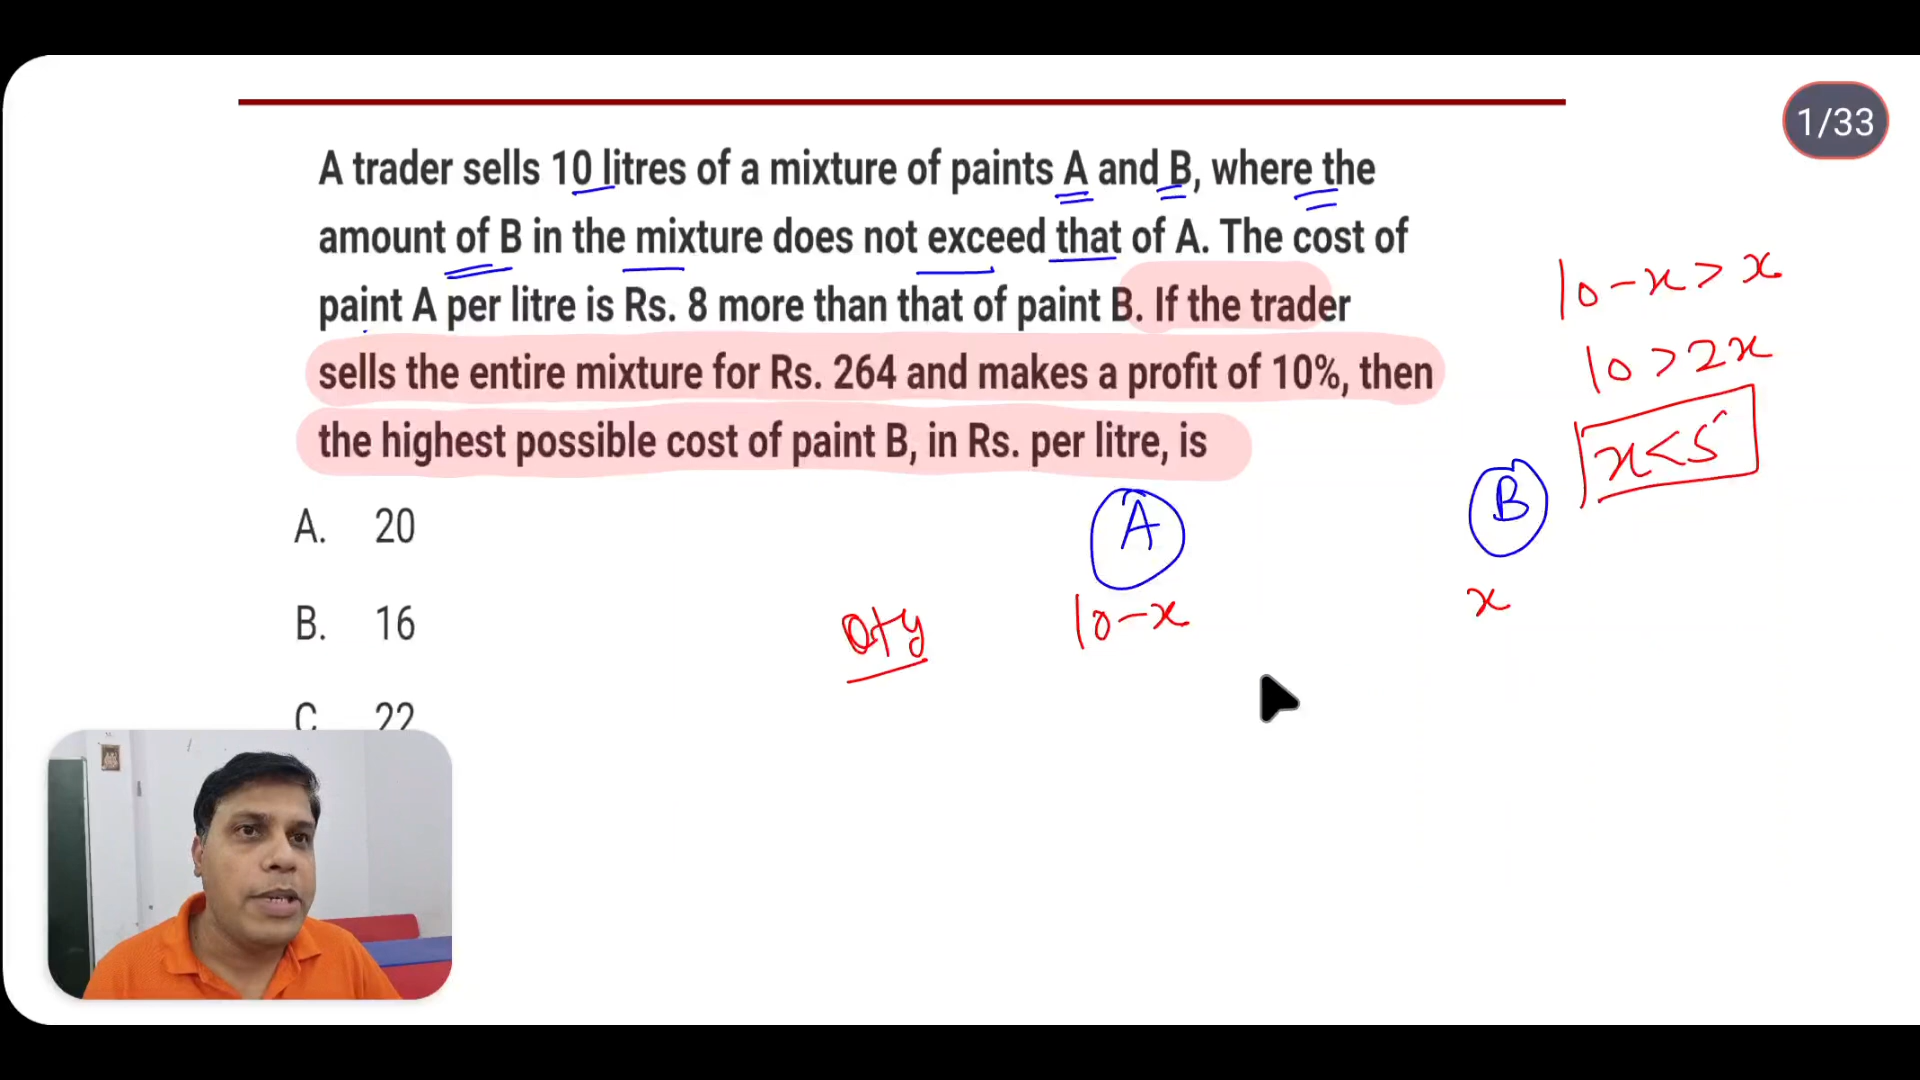 1/33
A trader sells 10 litres of a mixture of paints A and B, where the
amount of B in the mixture does not exceed that of A. The cost of
paint A per litre is Rs. 8 more than that of paint B. If the trader
sells the entire mixture for Rs. 264 and makes a profit of 10%, then
the highest possible cost of paint B, in Rs. per litre, is
10-x > x
10 > 2x
x < 5
A. 20
A
B
B. 16
Qty
10-x
x
C 22